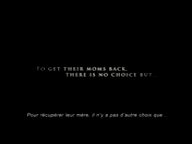 TO GET THEIR MOMS BACK,
THERE IS NO CHOICE BUT...
Pour récupérer leur mère, il n'y a pas d'autre choix que...